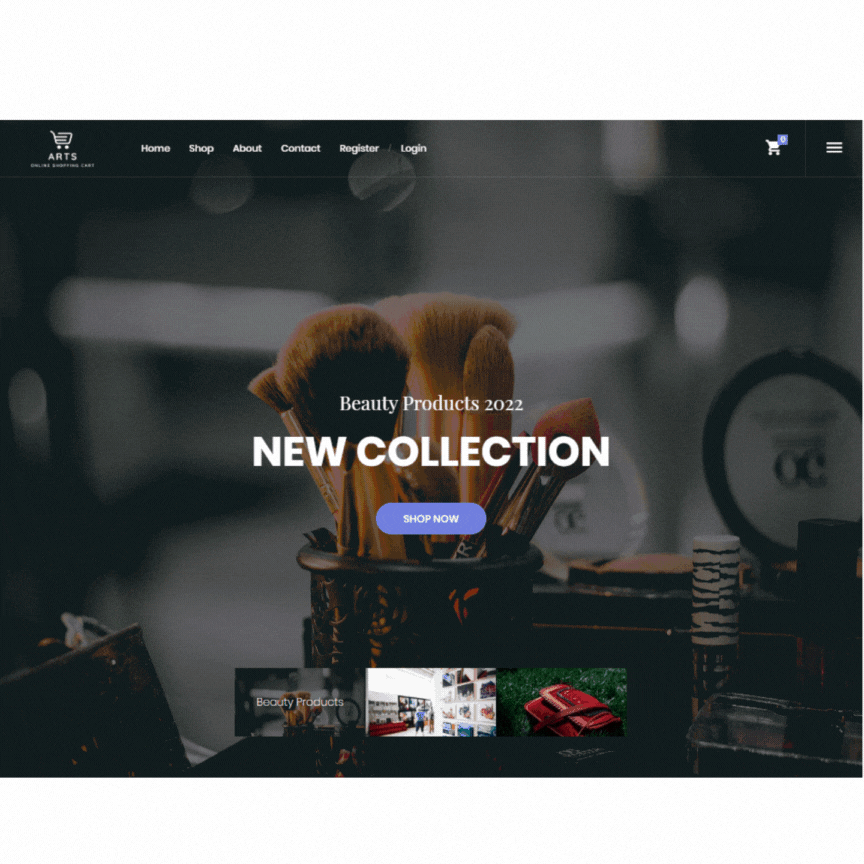 ARTS
ONLINE SHOPPING CART
Home
Shop
About
Contact
Register / Login
0
Beauty Products 2022
NEW COLLECTION
SHOP NOW
Beauty Products